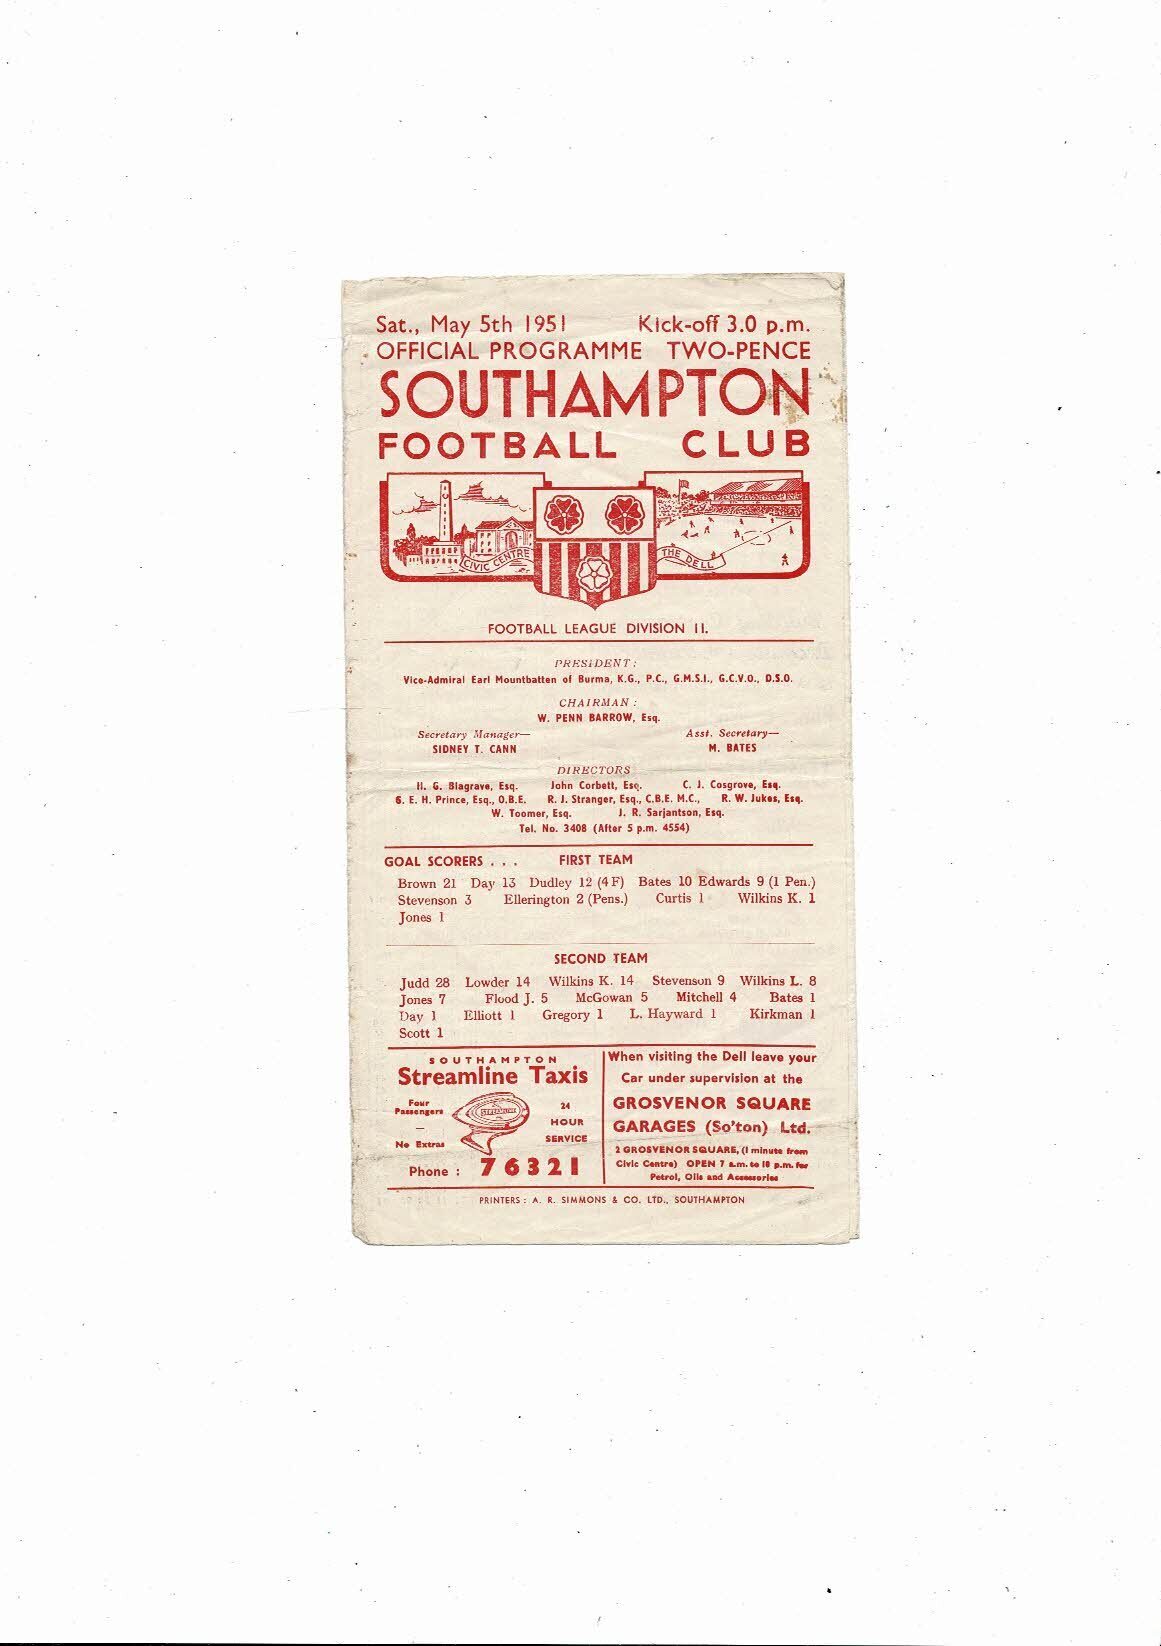 Sat., May 5th 1951 Kick-off 3.0 p.m.
OFFICIAL PROGRAMME TWO-PENCE
SOUTHAMPTON
FOOTBALL CLUB
CIVIC CENTRE
THE DELL
FOOTBALL LEAGUE DIVISION II.
PRESIDENT:
Vice-Admiral Earl Mountbatten of Burma, K.G., P.C., G.M.S.I., G.C.V.O., D.S.O.
CHAIRMAN:
W. PENN BARROW, Esq.
Secretary Manager— Asst. Secretary—
SIDNEY T. CANN M. BATES
DIRECTORS
H. G. Blagrave, Esq. John Corbett, Esq. C. J. Cosgrove, Esq.
G. E. H. Prince, Esq., O.B.E. R. J. Stranger, Esq., C.B.E. M.C., R. W. Jukes, Esq.
W. Toomer, Esq. J. R. Sarjantson, Esq.
Tel. No. 3408 (After 5 p.m. 4554)
GOAL SCORERS . . . FIRST TEAM
Brown 21 Day 13 Dudley 12 (4 F) Bates 10 Edwards 9 (1 Pen.)
Stevenson 3 Ellerington 2 (Pens.) Curtis 1 Wilkins K. 1
Jones 1
SECOND TEAM
Judd 28 Lowder 14 Wilkins K. 14 Stevenson 9 Wilkins L. 8
Jones 7 Flood J. 5 McGowan 5 Mitchell 4 Bates 1
Day 1 Elliott 1 Gregory 1 L. Hayward 1 Kirkman 1
Scott 1
SOUTHAMPTON
Streamline Taxis
Four
Passengers
—
No Extras
STREAMLINE
24
HOUR
SERVICE
Phone : 76321
When visiting the Dell leave your
Car under supervision at the
GROSVENOR SQUARE
GARAGES (So'ton) Ltd.
2 GROSVENOR SQUARE, (1 minute from
Civic Centre) OPEN 7 a.m. to 10 p.m. for
Petrol, Oils and Accessories
PRINTERS: A. R. SIMMONS & CO. LTD., SOUTHAMPTON